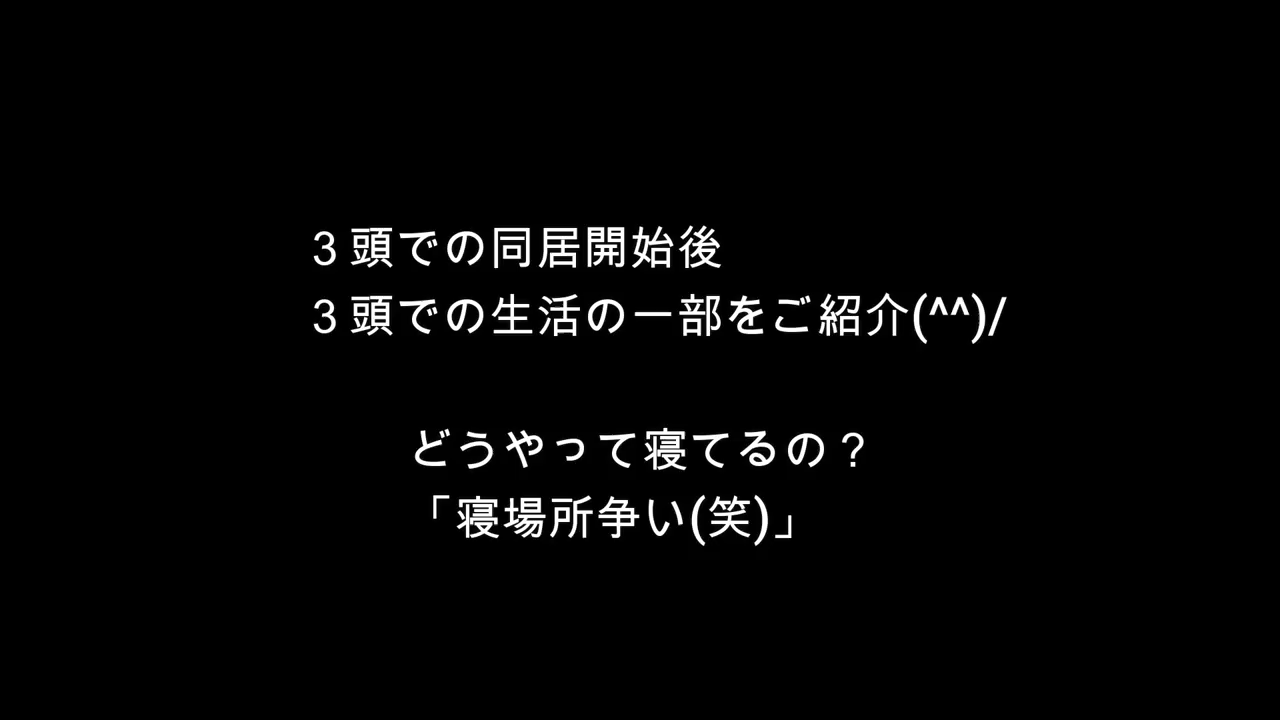 ３頭での同居開始後
３頭での生活の一部をご紹介(^^)/
どうやって寝てるの？
「寝場所争い(笑)」